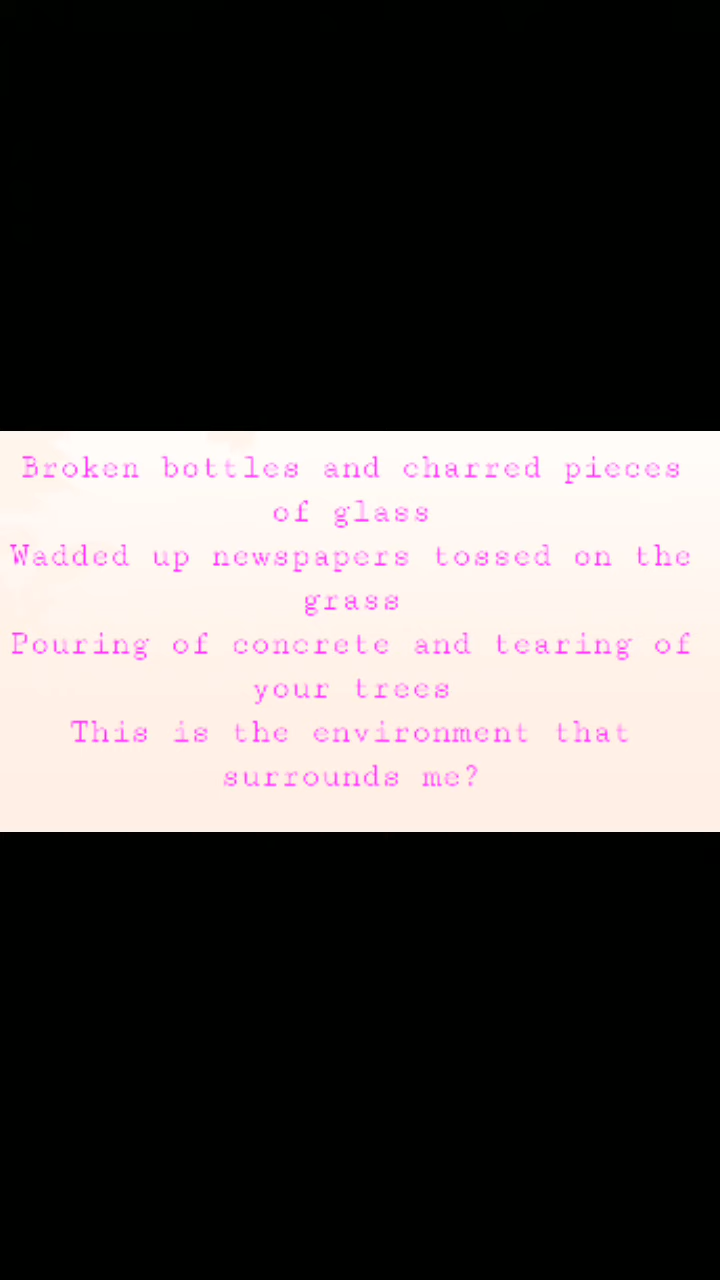 Broken bottles and charred pieces
of glass
Wadded up newspapers tossed on the
grass
Pouring of concrete and tearing of
your trees
This is the environment that
surrounds me?